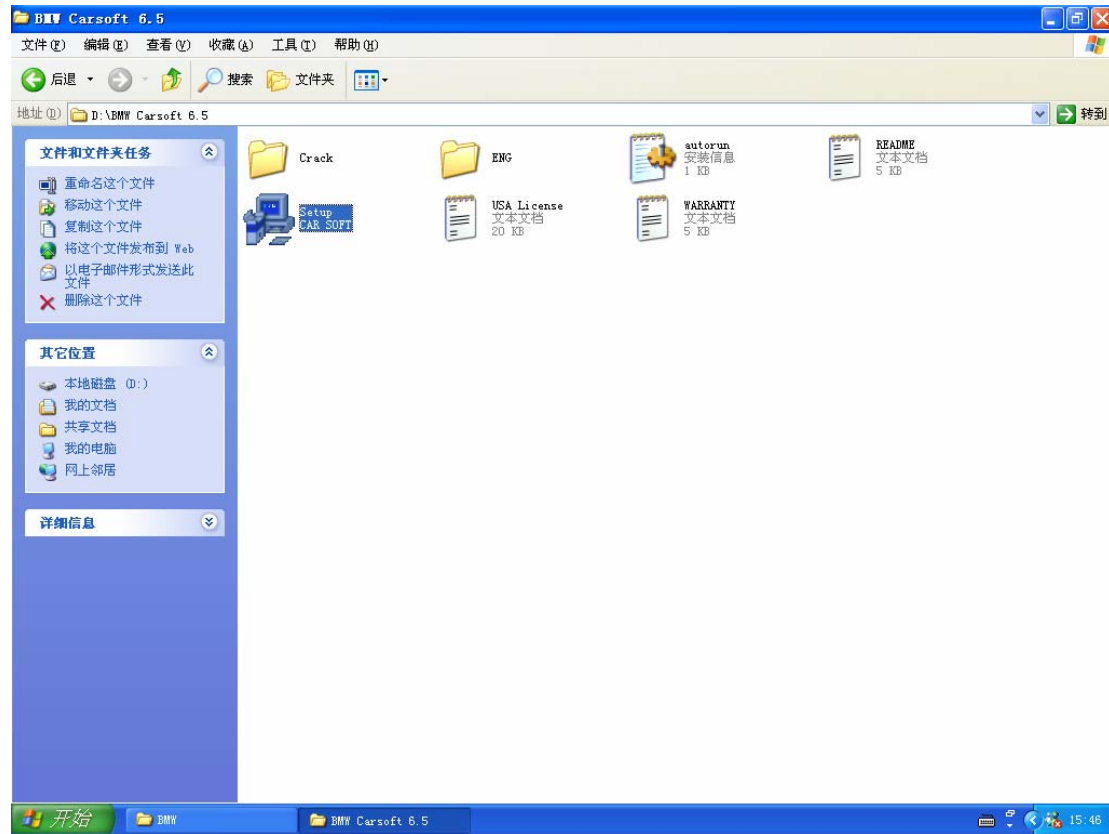 BMW Carsoft 6.5
文件(F) 编辑(E) 查看(V) 收藏(A) 工具(T) 帮助(H)
后退 搜索 文件夹
地址(D) D:\BMW Carsoft 6.5 转到
文件和文件夹任务
重命名这个文件
移动这个文件
复制这个文件
将这个文件发布到 Web
以电子邮件形式发送此
文件
删除这个文件
其它位置
本地磁盘 (D:)
我的文档
共享文档
我的电脑
网上邻居
详细信息
Crack
ENG
autorun
安装信息
1 KB
README
文本文档
5 KB
Setup
CAR SOFT
USA License
文本文档
20 KB
WARRANTY
文本文档
5 KB
开始 BMW BMW Carsoft 6.5 15:46